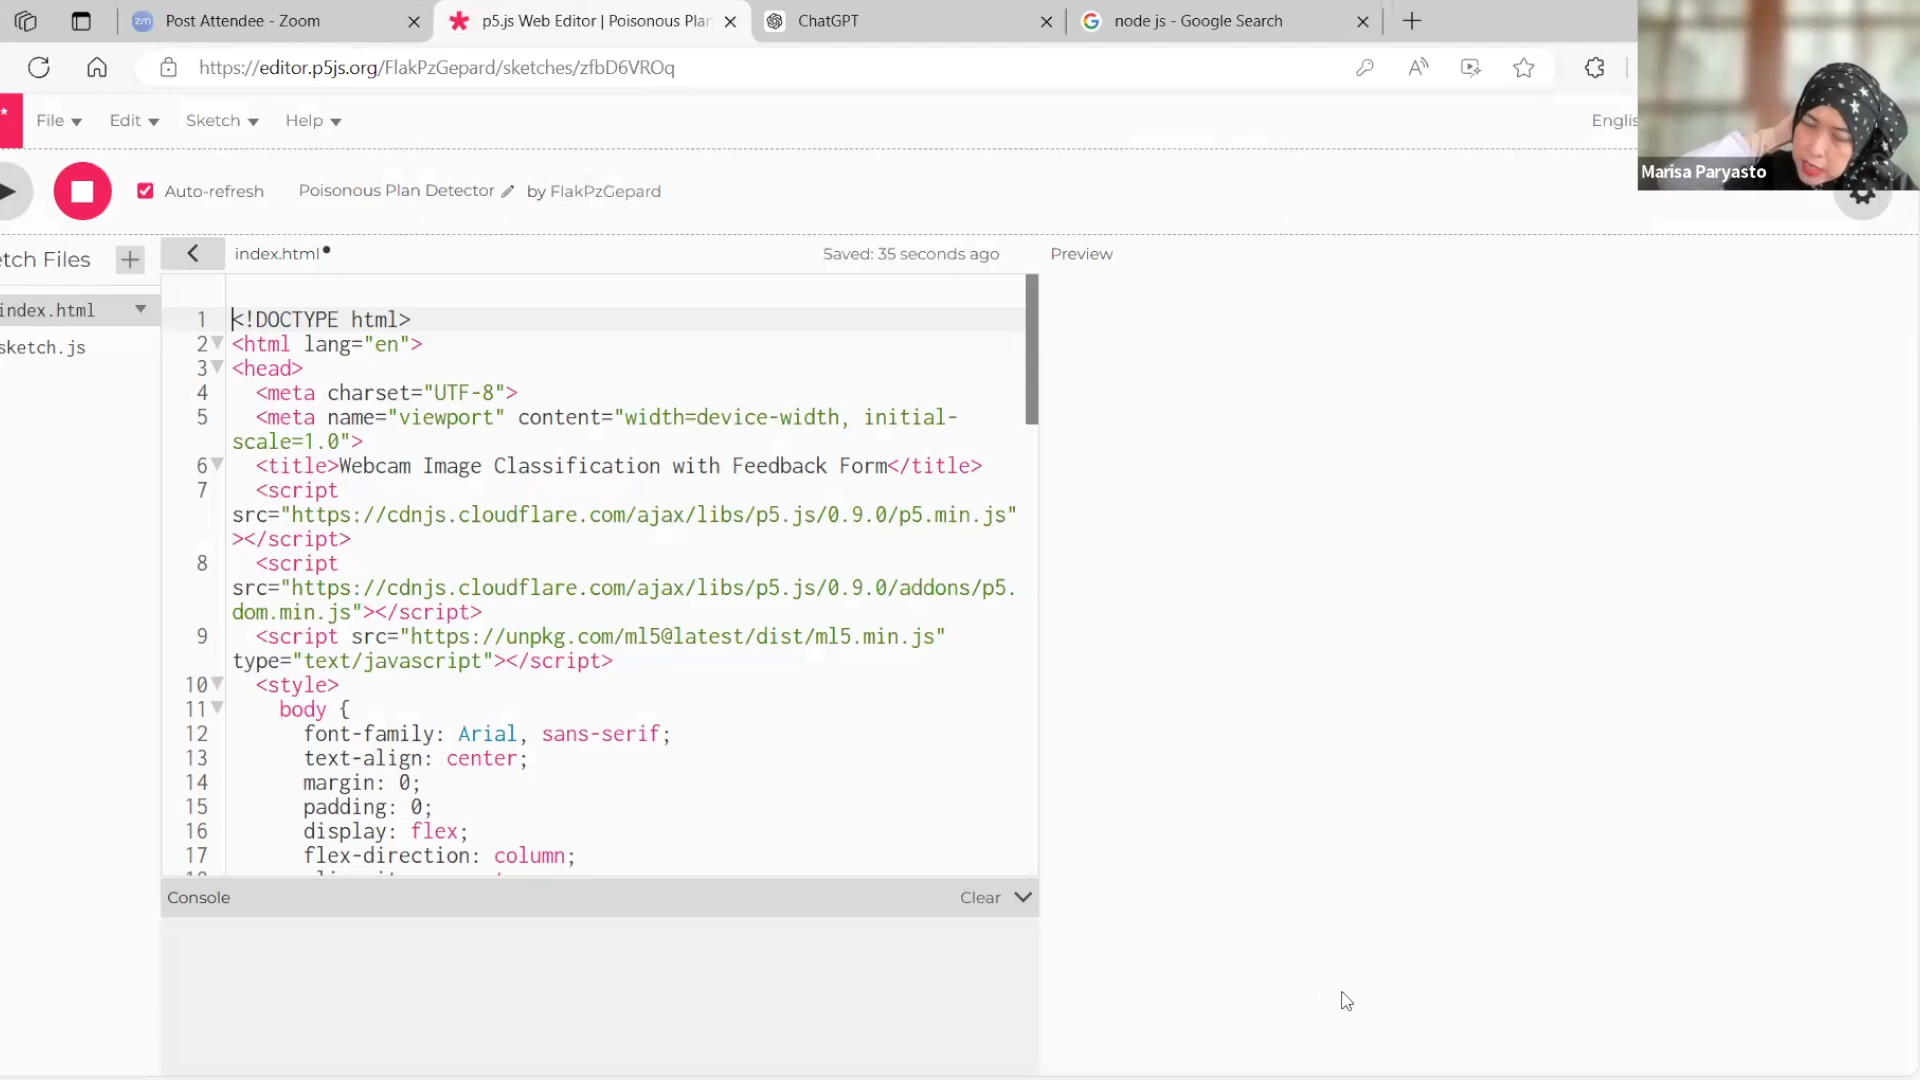 Post Attendee - Zoom
p5.js Web Editor | Poisonous Plan
ChatGPT
node js - Google Search
https://editor.p5js.org/FlakPzGepard/sketches/zfbD6VROq
File
Edit
Sketch
Help
Englis
Marisa Paryasto
Auto-refresh
Poisonous Plan Detector
by FlakPzGepard
etch Files
index.html
Saved: 35 seconds ago
Preview
index.html
sketch.js
1 <!DOCTYPE html>
2 <html lang="en">
3 <head>
4 <meta charset="UTF-8">
5 <meta name="viewport" content="width=device-width, initial-
scale=1.0">
6 <title>Webcam Image Classification with Feedback Form</title>
7 <script
src="https://cdnjs.cloudflare.com/ajax/libs/p5.js/0.9.0/p5.min.js"
></script>
8 <script
src="https://cdnjs.cloudflare.com/ajax/libs/p5.js/0.9.0/addons/p5.
dom.min.js"></script>
9 <script src="https://unpkg.com/ml5@latest/dist/ml5.min.js"
type="text/javascript"></script>
10 <style>
11 body {
12 font-family: Arial, sans-serif;
13 text-align: center;
14 margin: 0;
15 padding: 0;
16 display: flex;
17 flex-direction: column;
Console
Clear